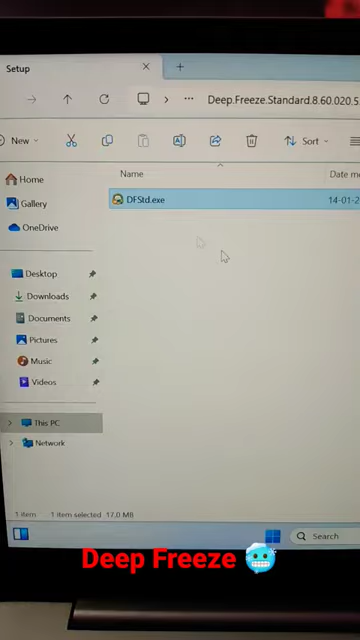 Setup
Deep.Freeze.Standard.8.60.020.5
New
Sort
Name
Date
Home
DFStd.exe
14-01-2
Gallery
OneDrive
Desktop
Downloads
Documents
Pictures
Music
Videos
This PC
Network
1 item 1 item selected 17.0 MB
Search
Deep Freeze 🥶